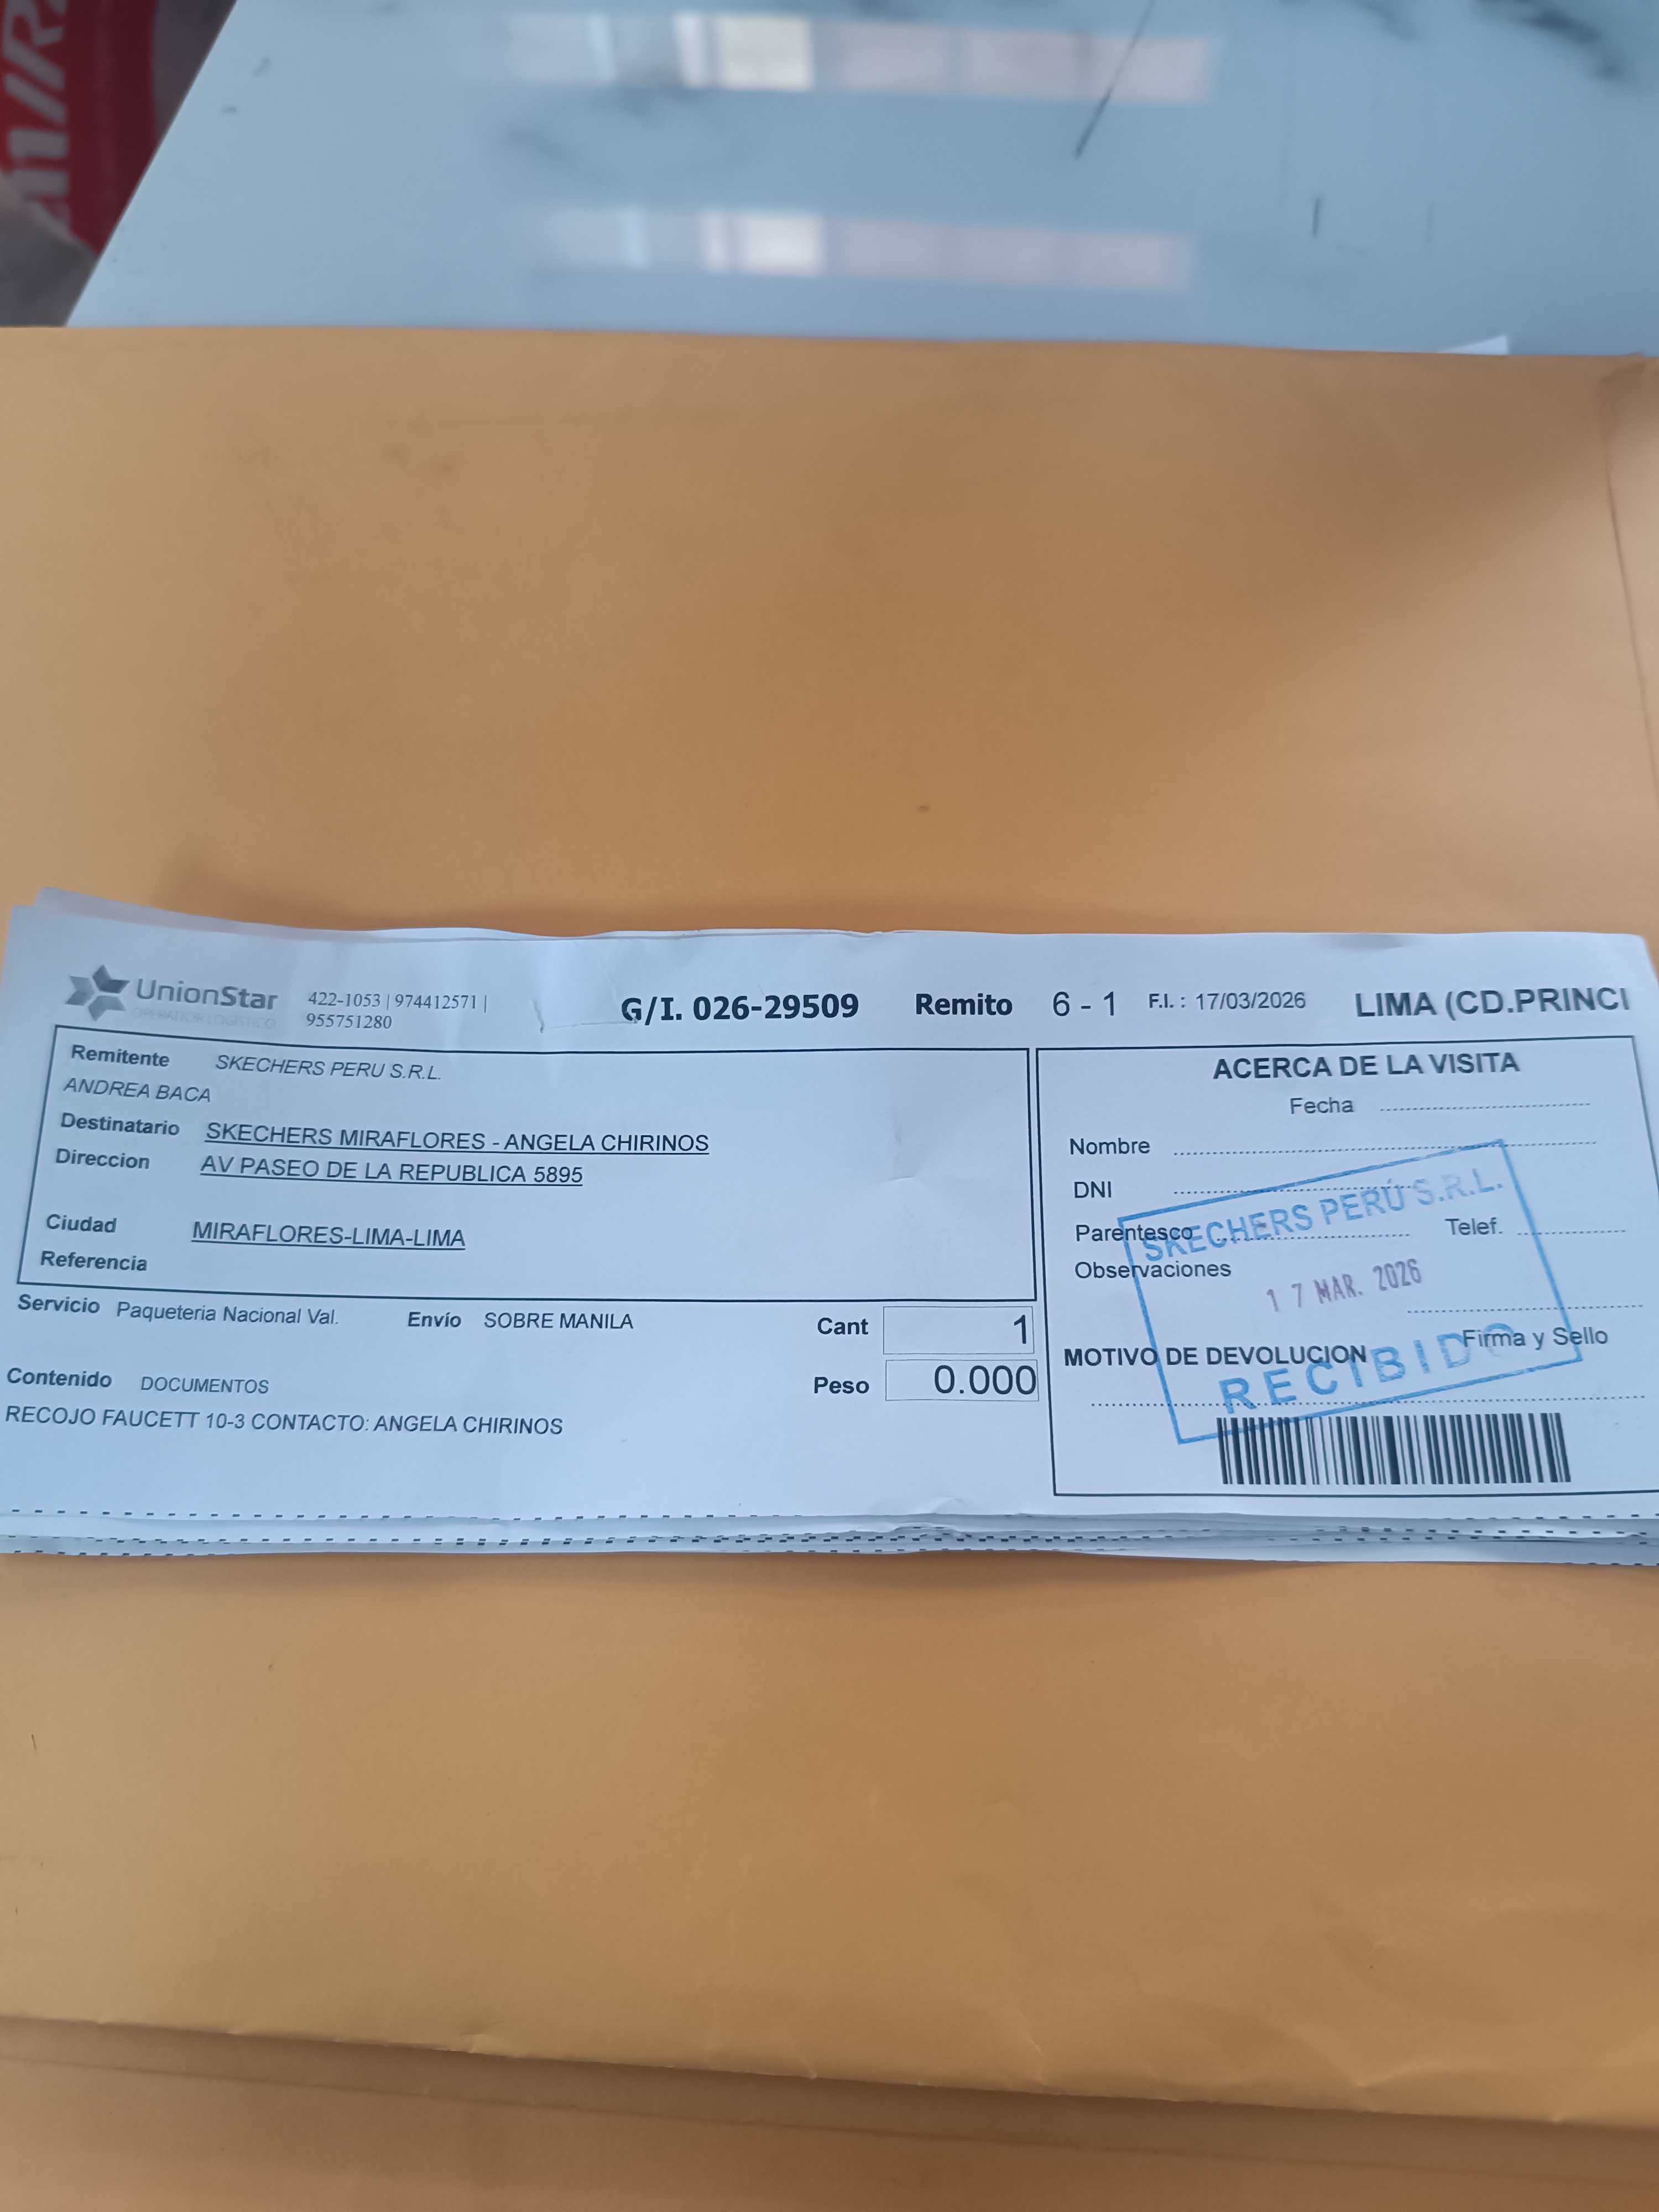 UnionStar
OPERADOR LOGISTICO
422-1053 | 974412571 |
955751280
G/I. 026-29509
Remito 6 - 1
F.I. : 17/03/2026
LIMA (CD.PRINCI
Remitente SKECHERS PERU S.R.L.
ANDREA BACA
Destinatario SKECHERS MIRAFLORES - ANGELA CHIRINOS
Direccion AV PASEO DE LA REPUBLICA 5895
Ciudad MIRAFLORES-LIMA-LIMA
Referencia
Servicio Paqueteria Nacional Val. Envío SOBRE MANILA
Cant 1
Peso 0.000
Contenido DOCUMENTOS
RECOJO FAUCETT 10-3 CONTACTO: ANGELA CHIRINOS
ACERCA DE LA VISITA
Fecha
Nombre
DNI
Parentesco Telef.
Observaciones
Firma y Sello
MOTIVO DE DEVOLUCION
SKECHERS PERÚ S.R.L.
17 MAR. 2026
RECIBIDO